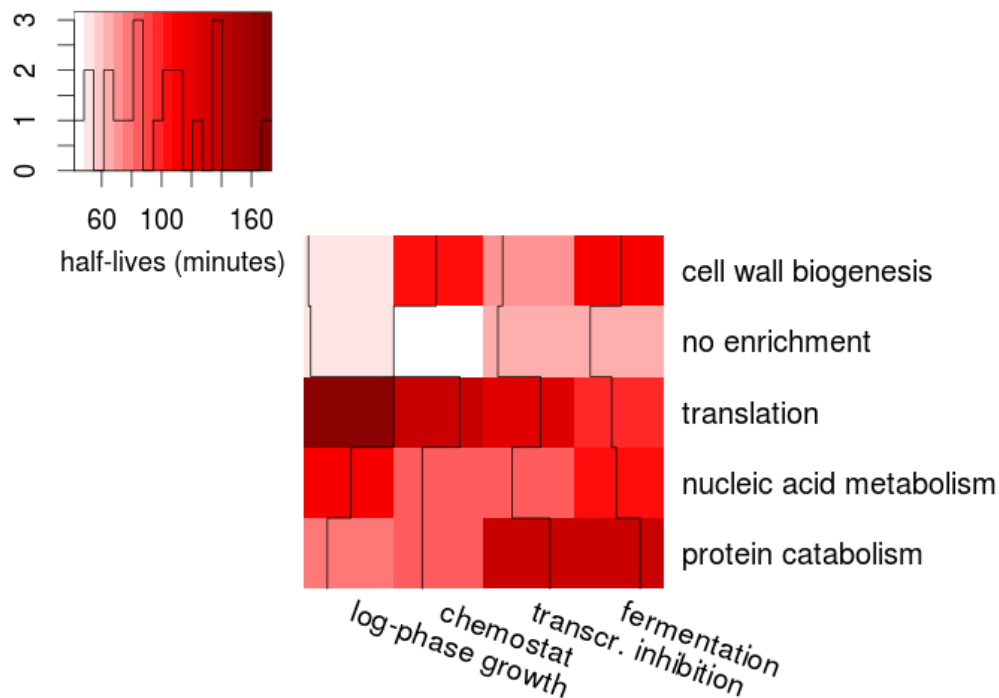 3
2
1
0
60 100 160
half-lives (minutes)
cell wall biogenesis
no enrichment
translation
nucleic acid metabolism
protein catabolism
log-phase growth
chemostat
transcr. inhibition
fermentation